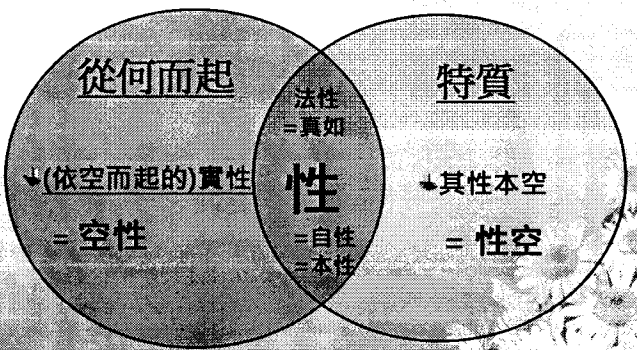 從何而起
(依空而起的)實性
= 空性
法性
=真如
性
=自性
=本性
特質
其性本空
= 性空